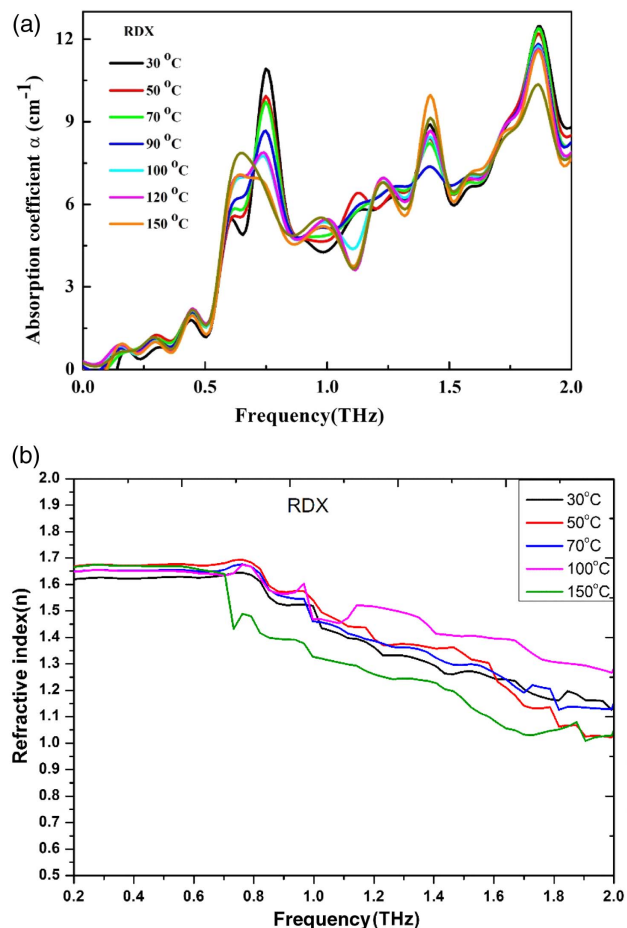 (a)
12
9
6
3
0
Absorption coefficient α (cm⁻¹)
RDX
30 °C
50 °C
70 °C
90 °C
100 °C
120 °C
150 °C
0.0 0.5 1.0 1.5 2.0
Frequency(THz)
(b)
2.0
1.9
1.8
1.7
1.6
1.5
1.4
1.3
1.2
1.1
1.0
0.9
0.8
0.7
0.6
0.5
Refractive index(n)
RDX
30°C
50°C
70°C
100°C
150°C
0.2 0.4 0.6 0.8 1.0 1.2 1.4 1.6 1.8 2.0
Frequency(THz)